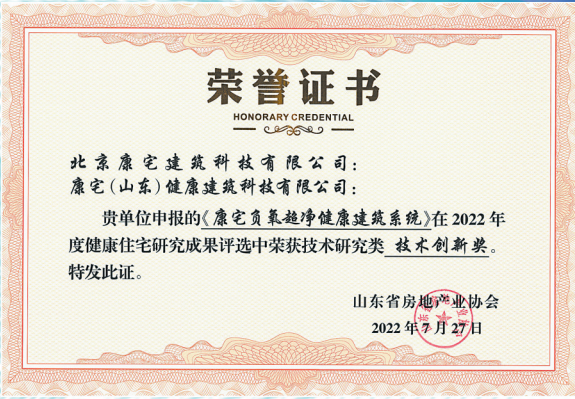 荣誉证书
HONORARY CREDENTIAL
北京康宅建筑科技有限公司:
康宅(山东)健康建筑科技有限公司:
贵单位申报的《康宅负氧超净健康建筑系统》在2022年
度健康住宅研究成果评选中荣获技术研究类 技术创新奖。
特发此证。
山东省房地产业协会
2022年7月27日